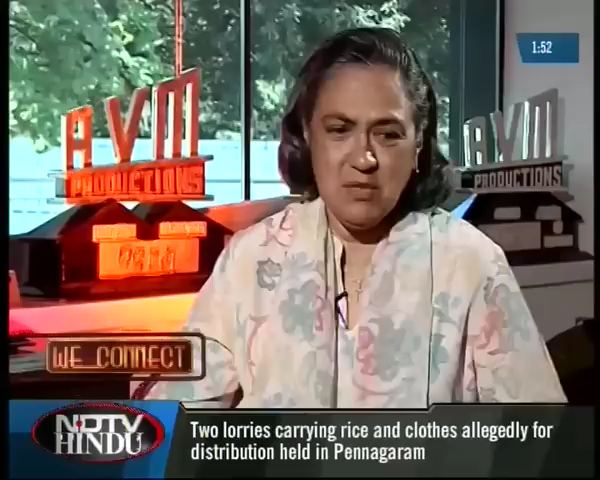 1:52
AVM
PRODUCTIONS
AVM
PRODUCTIONS
WE CONNECT
NDTV
HINDU
Two lorries carrying rice and clothes allegedly for
distribution held in Pennagaram